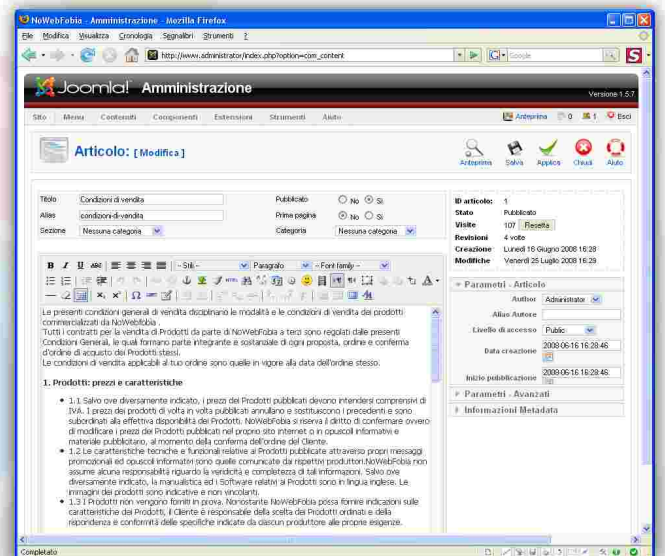 NoWebFobia - Amministrazione - Mozilla Firefox
File Modifica Visualizza Cronologia Segnalibri Strumenti ?
http://www.administrator/index.php?option=com_content
Google
Joomla! Amministrazione
Versione 1.5.7
Sito Menu Contenuti Componenti Estensioni Strumenti Aiuto
Anteprima 0 1 Esci
Articolo: [ Modifica ]
Anteprima Salva Applica Chiudi Aiuto
Titolo Condizioni di vendita Pubblicato No Sì
Alias condizioni-di-vendita Prima pagina No Sì
Sezione Nessuna categoria Categoria Nessuna categoria
ID articolo: 1
Stato Pubblicato
Visite 107 Resetta
Revisioni 4 volte
Creazione Lunedì 16 Giugno 2008 16:28
Modifiche Venerdì 25 Luglio 2008 16:29
B I U ABC - Stili - Paragrafo - Font family -
Parametri - Articolo
Author Administrator
Alias Autore
Livello di accesso Public
Data creazione 2008-06-16 16:28:46
Inizio pubblicazione 2008-06-16 16:28:46
Parametri - Avanzati
Informazioni Metadata
Le presenti condizioni generali di vendita disciplinano le modalità e le condizioni di vendita dei prodotti
commercializzati da NoWebFobia .
Tutti i contratti per la vendita di Prodotti da parte di NoWebFobia a terzi sono regolati dalle presenti
Condizioni Generali, le quali formano parte integrante e sostanziale di ogni proposta, ordine e conferma
d'ordine di acquisto dei Prodotti stessi.
Le condizioni di vendita applicabili al tuo ordine sono quelle in vigore alla data dell'ordine stesso.
1. Prodotti: prezzi e caratteristiche
1.1 Salvo ove diversamente indicato, i prezzi dei Prodotti pubblicati devono intendersi comprensivi di
IVA. I prezzi dei prodotti di volta in volta pubblicati annullano e sostituiscono i precedenti e sono
subordinati alla effettiva disponibilità dei Prodotti. NoWebFobia si riserva il diritto di confermare ovvero
di modificare i prezzi dei Prodotti pubblicati nel proprio sito internet o in opuscoli informativi e
materiale pubblicitario, al momento della conferma dell'ordine del Cliente.
1.2 Le caratteristiche tecniche e funzionali relative ai Prodotti pubblicate attraverso propri messaggi
promozionali ed opuscoli informativi sono quelle comunicate dai rispettivi produttori.NoWebFobia non
assume alcuna responsabilità riguardo la veridicità e completezza di tali informazioni. Salvo ove
diversamente indicato, la manualistica ed i Software relativi ai Prodotti sono in lingua inglese. Le
immagini dei prodotti sono indicative e non vincolanti.
1.3 I Prodotti non vengono forniti in prova. Nonostante NoWebFobia possa fornire indicazioni sulle
caratteristiche dei Prodotti, il Cliente è responsabile della scelta dei Prodotti ordinati e della
rispondenza e conformità delle specifiche indicate da ciascun produttore alle proprie esigenze.
Completato